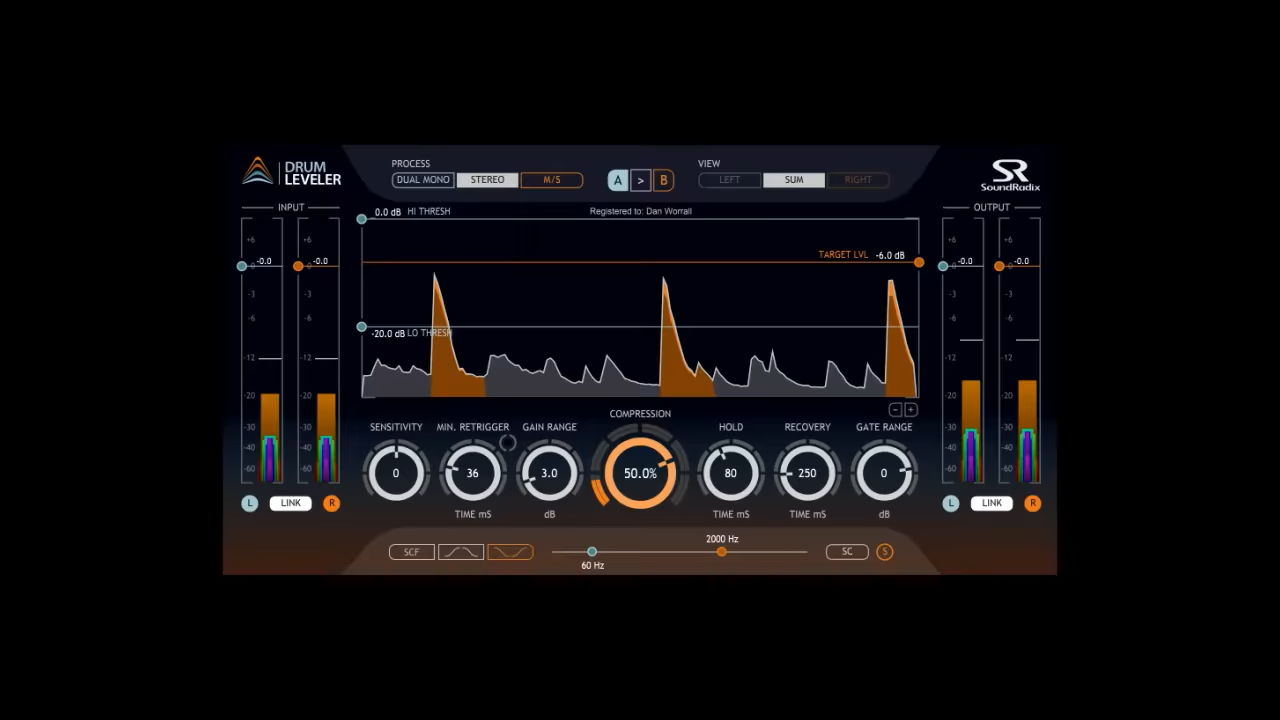 DRUM
LEVELER
PROCESS
DUAL MONO STEREO M/S
A > B
VIEW
LEFT SUM RIGHT
SR
SoundRadix
INPUT
OUTPUT
0.0 dB HI THRESH
Registered to: Dan Worrall
TARGET LVL -6.0 dB
-20.0 dB LO THRESH
+6 +6 +6 +6
0 -0.0 0 -0.0 0 -0.0 0 -0.0
-3 -3 -3 -3
-6 -6 -6 -6
-12 -12 -12 -12
-20 -20 -20 -20
-30 -30 -30 -30
-40 -40 -40 -40
-60 -60 -60 -60
- +
COMPRESSION
SENSITIVITY MIN. RETRIGGER GAIN RANGE HOLD RECOVERY GATE RANGE
0 36 3.0 50.0% 80 250 0
TIME mS dB TIME mS TIME mS dB
L LINK R
L LINK R
SCF
2000 Hz
60 Hz
SC S